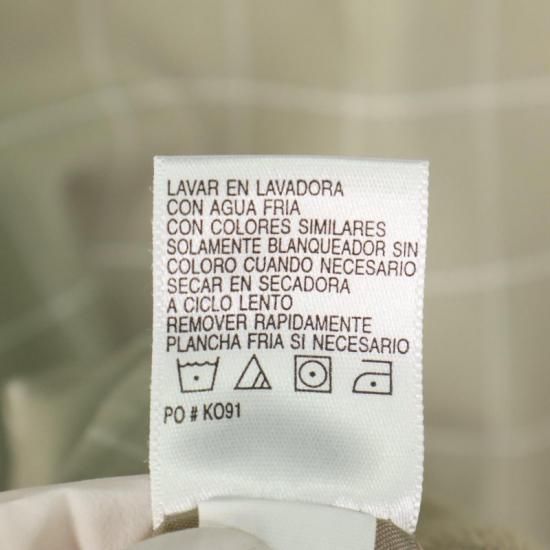 LAVAR EN LAVADORA
CON AGUA FRIA
CON COLORES SIMILARES
SOLAMENTE BLANQUEADOR SIN
COLORO CUANDO NECESARIO
SECAR EN SECADORA
A CICLO LENTO
REMOVER RAPIDAMENTE
PLANCHA FRIA SI NECESARIO
PO # KO91